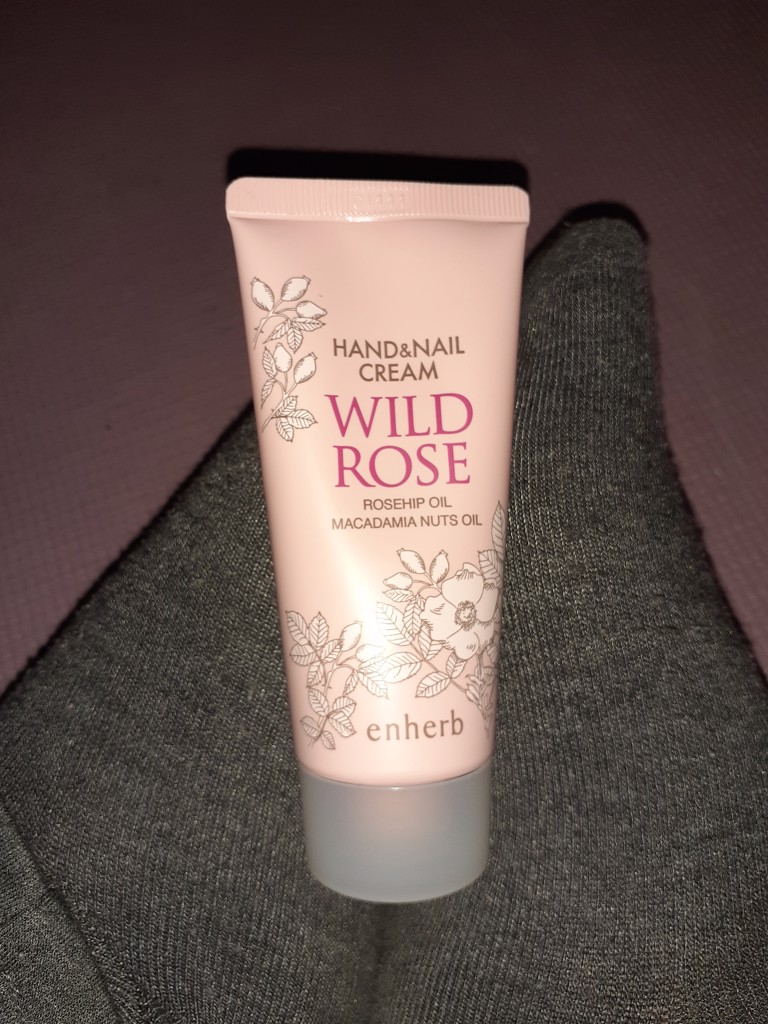 HAND&NAIL
CREAM
WILD
ROSE
ROSEHIP OIL
MACADAMIA NUTS OIL
enherb